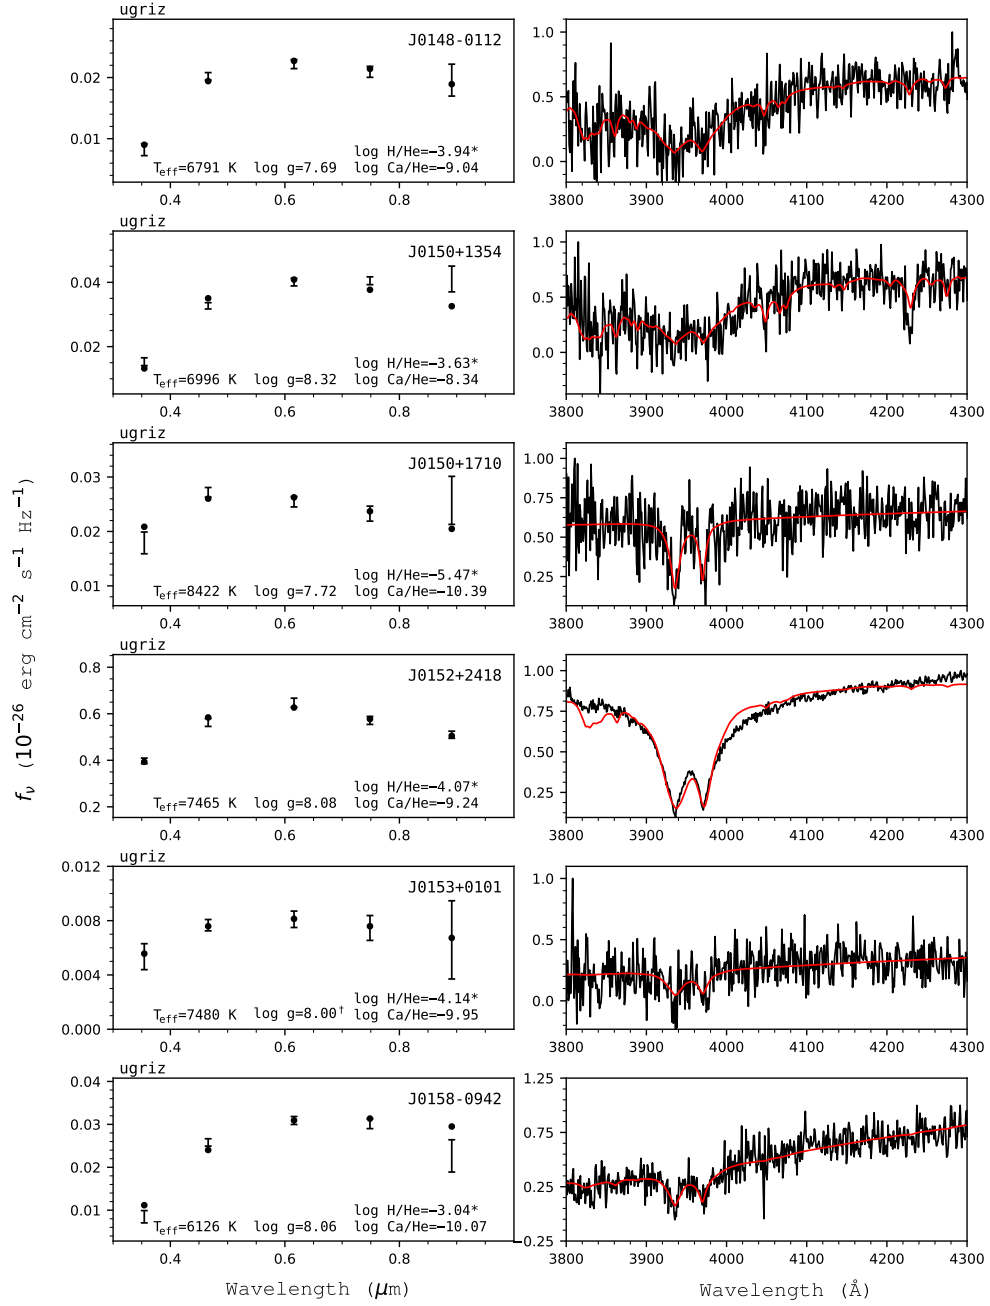 ugriz
J0148-0112
0.02
0.01
log H/He=−3.94*
T_eff=6791 K log g=7.69 log Ca/He=−9.04
0.4 0.6 0.8
1.0
0.5
0.0
3800 3900 4000 4100 4200 4300
ugriz
J0150+1354
0.04
0.02
log H/He=−3.63*
T_eff=6996 K log g=8.32 log Ca/He=−8.34
0.4 0.6 0.8
1.0
0.5
0.0
3800 3900 4000 4100 4200 4300
ugriz
J0150+1710
0.03
0.02
0.01
log H/He=−5.47*
T_eff=8422 K log g=7.72 log Ca/He=−10.39
0.4 0.6 0.8
1.00
0.75
0.50
0.25
3800 3900 4000 4100 4200 4300
f_ν (10⁻²⁶ erg cm⁻² s⁻¹ Hz⁻¹)
ugriz
J0152+2418
0.8
0.6
0.4
0.2
log H/He=−4.07*
T_eff=7465 K log g=8.08 log Ca/He=−9.24
0.4 0.6 0.8
1.00
0.75
0.50
0.25
3800 3900 4000 4100 4200 4300
ugriz
J0153+0101
0.012
0.008
0.004
0.000
log H/He=−4.14*
T_eff=7480 K log g=8.00† log Ca/He=−9.95
0.4 0.6 0.8
1.0
0.5
0.0
3800 3900 4000 4100 4200 4300
ugriz
J0158-0942
0.04
0.03
0.02
0.01
log H/He=−3.04*
T_eff=6126 K log g=8.06 log Ca/He=−10.07
0.4 0.6 0.8
1.25
0.75
0.25
−0.25
3800 3900 4000 4100 4200 4300
Wavelength (μm)
Wavelength (Å)